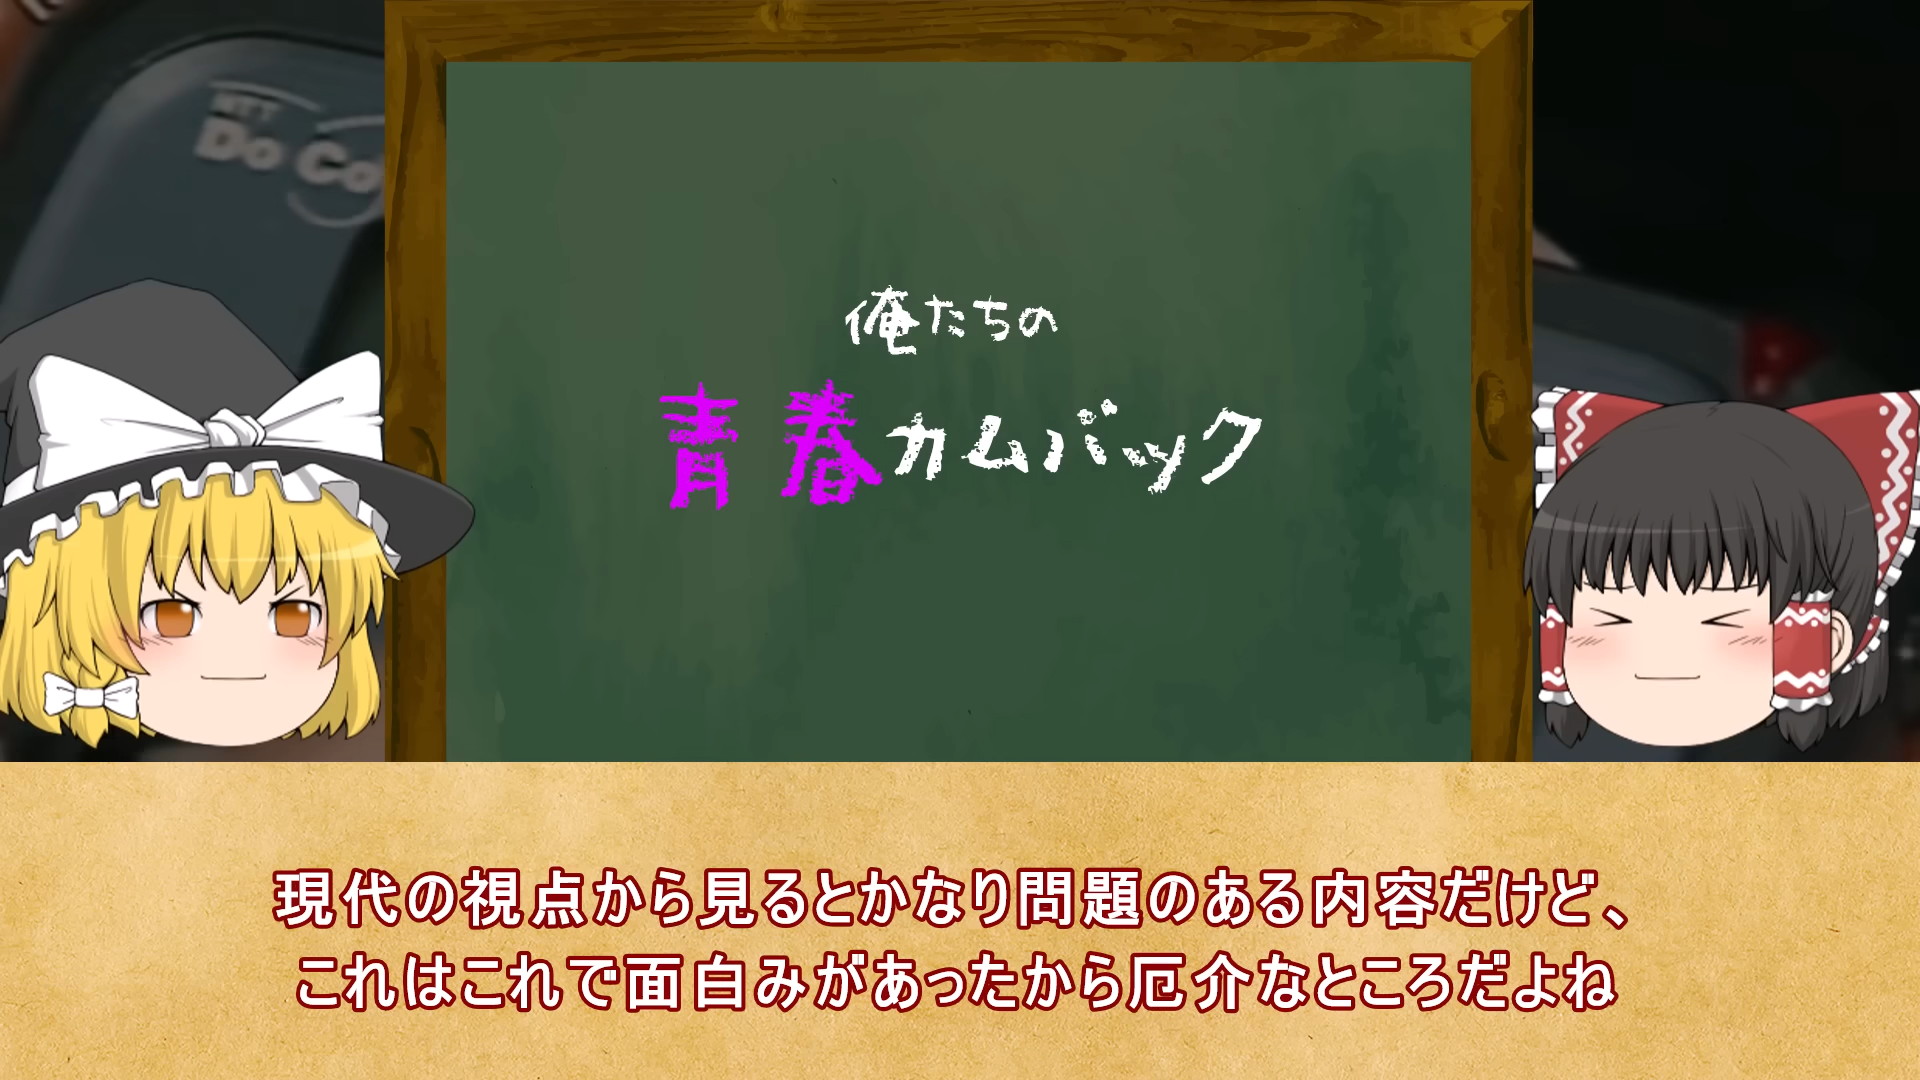 NTT
Do Co
俺たちの
青春カムバック
現代の視点から見るとかなり問題のある内容だけど、
これはこれで面白みがあったから厄介なところだよね